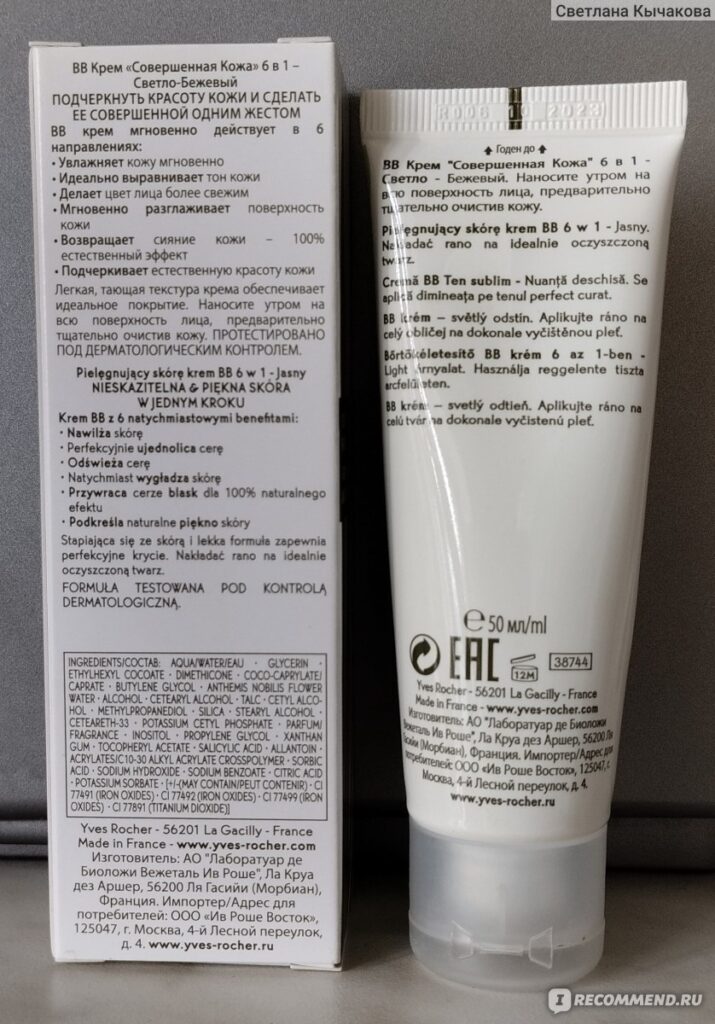 Светлана Кычакова
BB Крем «Совершенная Кожа» 6 в 1 –
Светло-Бежевый
ПОДЧЕРКНУТЬ КРАСОТУ КОЖИ И СДЕЛАТЬ
ЕЕ СОВЕРШЕННОЙ ОДНИМ ЖЕСТОМ
BB крем мгновенно действует в 6
направлениях:
• Увлажняет кожу мгновенно
• Идеально выравнивает тон кожи
• Делает цвет лица более свежим
• Мгновенно разглаживает поверхность
кожи
• Возвращает сияние кожи – 100%
естественный эффект
• Подчеркивает естественную красоту кожи
Легкая, тающая текстура крема обеспечивает
идеальное покрытие. Наносите утром на
всю поверхность лица, предварительно
тщательно очистив кожу. ПРОТЕСТИРОВАНО
ПОД ДЕРМАТОЛОГИЧЕСКИМ КОНТРОЛЕМ.
Pielęgnujący skórę krem BB 6 w 1 - Jasny
NIESKAZITELNA & PIĘKNA SKÓRA
W JEDNYM KROKU
Krem BB z 6 natychmiastowymi benefitami:
• Nawilża skórę
• Perfekcyjnie ujednolica cerę
• Odświeża cerę
• Natychmiast wygładza skórę
• Przywraca cerze blask dla 100% naturalnego
efektu
• Podkreśla naturalne piękno skóry
Stapiająca się ze skórą i lekka formuła zapewnia
perfekcyjne krycie. Nakładać rano na idealnie
oczyszczoną twarz.
FORMUŁA TESTOWANA POD KONTROLĄ
DERMATOLOGICZNĄ.
INGREDIENTS/СОСТАВ: AQUA/WATER/EAU • GLYCERIN •
ETHYLHEXYL COCOATE • DIMETHICONE • COCO-CAPRYLATE/
CAPRATE • BUTYLENE GLYCOL • ANTHEMIS NOBILIS FLOWER
WATER • ALCOHOL • CETEARYL ALCOHOL • TALC • CETYL ALCO-
HOL • METHYLPROPANEDIOL • SILICA • STEARYL ALCOHOL •
CETEARETH-33 • POTASSIUM CETYL PHOSPHATE • PARFUM/
FRAGRANCE • INOSITOL • PROPYLENE GLYCOL • XANTHAN
GUM • TOCOPHERYL ACETATE • SALICYLIC ACID • ALLANTOIN •
ACRYLATES/C10-30 ALKYL ACRYLATE CROSSPOLYMER • SORBIC
ACID • SODIUM HYDROXIDE • SODIUM BENZOATE • CITRIC ACID
• POTASSIUM SORBATE • [+/-(MAY CONTAIN/PEUT CONTENIR) • CI
77491 (IRON OXIDES) • CI 77492 (IRON OXIDES) • CI 77499 (IRON
OXIDES) • CI 77891 (TITANIUM DIOXIDE)]
Yves Rocher - 56201 La Gacilly - France
Made in France - www.yves-rocher.com
Изготовитель: АО "Лаборатуар де
Биоложи Вежеталь Ив Роше", Ла Круа
дез Аршер, 56200 Ля Гасийи (Морбиан),
Франция. Импортер/Адрес для
потребителей: ООО «Ив Роше Восток»,
125047, г. Москва, 4-й Лесной переулок,
д. 4. www.yves-rocher.ru
R006 10 2023
Годен до
BB Крем "Совершенная Кожа" 6 в 1 -
Светло - Бежевый. Наносите утром на
всю поверхность лица, предварительно
тщательно очистив кожу.
Pielęgnujący skórę krem BB 6 w 1 - Jasny.
Nakładać rano na idealnie oczyszczoną
twarz.
Cremă BB Ten sublim - Nuanță deschisă. Se
aplică dimineața pe tenul perfect curat.
BB krém – světlý odstín. Aplikujte ráno na
celý obličej na dokonale vyčištěnou pleť.
Bőrtökéletesítő BB krém 6 az 1-ben -
Light árnyalat. Használja reggelente tiszta
arcfelületen.
BB krém – svetlý odtieň. Aplikujte ráno na
celú tvár na dokonale vyčistenú pleť.
℮ 50 мл/ml
EAC
12M
38744
Yves Rocher - 56201 La Gacilly - France
Made in France - www.yves-rocher.com
Изготовитель: АО "Лаборатуар де Биоложи
Вежеталь Ив Роше", Ла Круа дез Аршер, 56200 Ля
Гасийи (Морбиан), Франция. Импортер/Адрес для
потребителей: ООО «Ив Роше Восток», 125047, г.
Москва, 4-й Лесной переулок, д. 4.
www.yves-rocher.ru
IRECOMMEND.RU